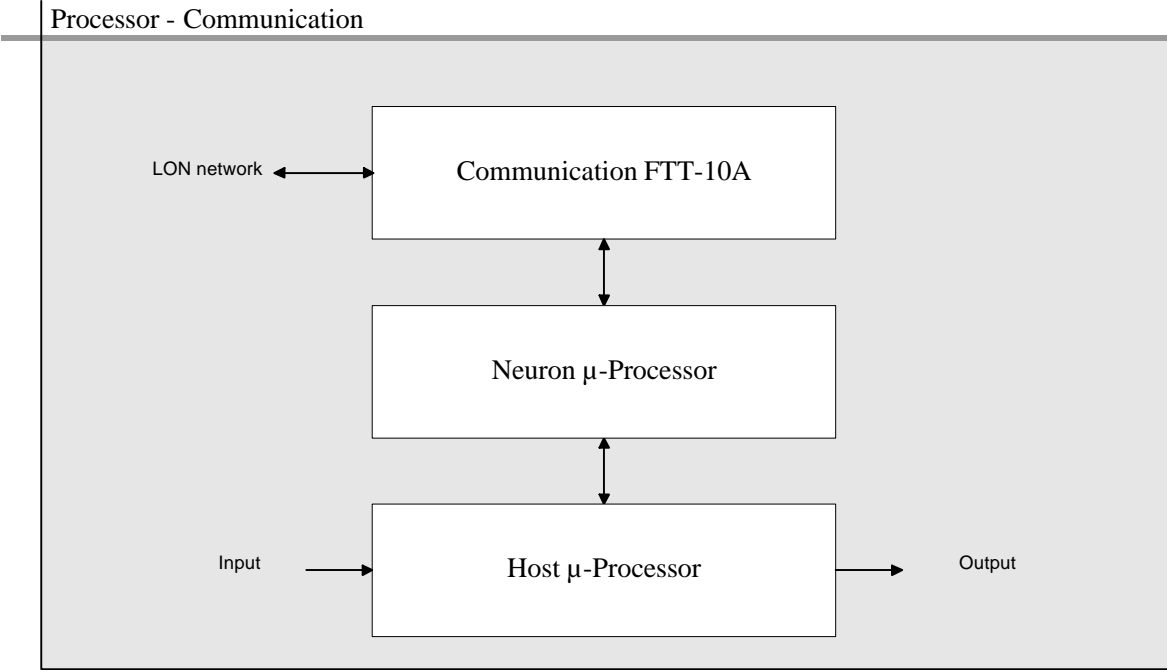 Processor - Communication
LON network
Communication FTT-10A
Neuron µ-Processor
Input
Host µ-Processor
Output